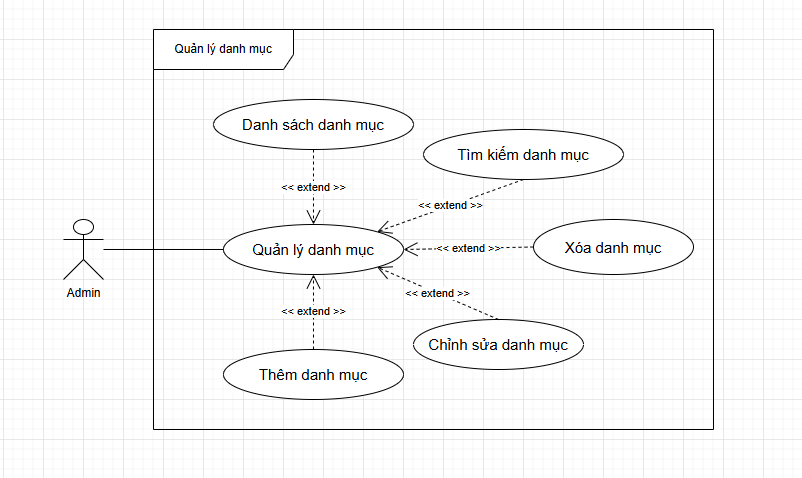 Quản lý danh mục
Danh sách danh mục
Tìm kiếm danh mục
<< extend >>
<< extend >>
Quản lý danh mục
<< extend >>
Xóa danh mục
Admin
<< extend >>
<< extend >>
Chỉnh sửa danh mục
Thêm danh mục